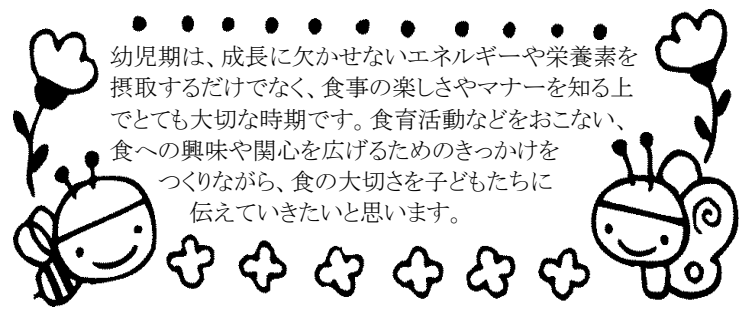 幼児期は、成長に欠かせないエネルギーや栄養素を
摂取するだけでなく、食事の楽しさやマナーを知る上
でとても大切な時期です。食育活動などをおこない、
食への興味や関心を広げるためのきっかけを
つくりながら、食の大切さを子どもたちに
伝えていきたいと思います。